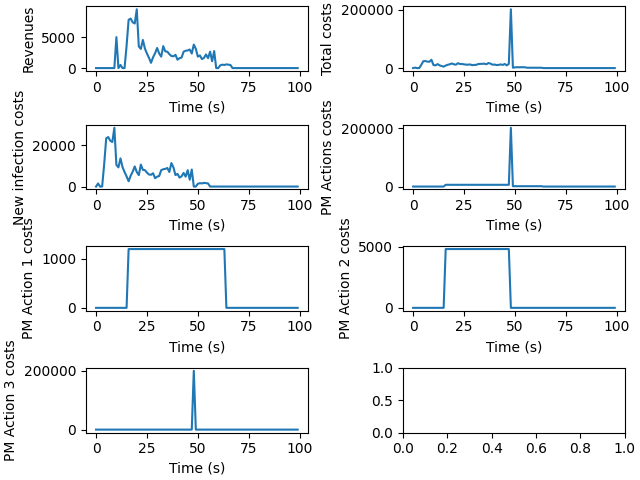 Revenues
5000
0
0 25 50 75 100
Time (s)
Total costs
200000
0
0 25 50 75 100
Time (s)
New infection costs
20000
0
0 25 50 75 100
Time (s)
PM Actions costs
200000
0
0 25 50 75 100
Time (s)
PM Action 1 costs
1000
0
0 25 50 75 100
Time (s)
PM Action 2 costs
5000
0
0 25 50 75 100
Time (s)
PM Action 3 costs
200000
0
0 25 50 75 100
Time (s)
1.0
0.5
0.0
0.0 0.2 0.4 0.6 0.8 1.0